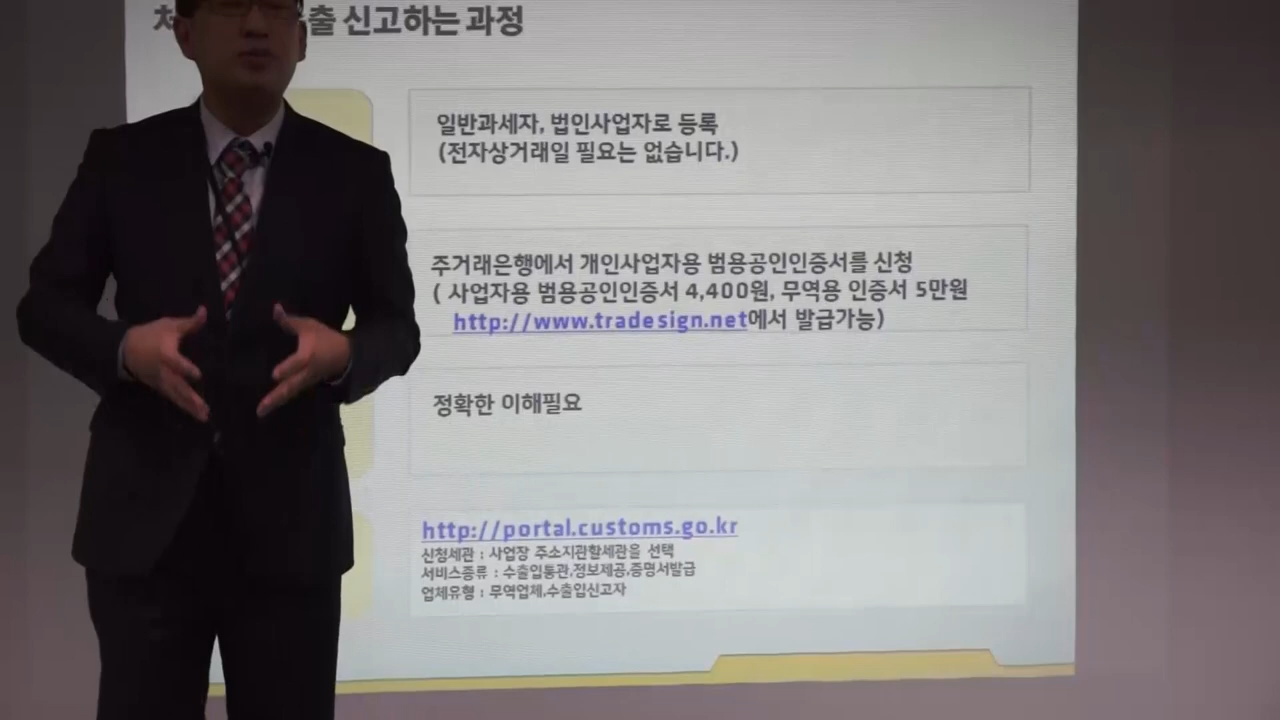 출 신고하는 과정
일반과세자, 법인사업자로 등록
(전자상거래일 필요는 없습니다.)
주거래은행에서 개인사업자용 범용공인인증서를 신청
( 사업자용 범용공인인증서 4,400원, 무역용 인증서 5만원
http://www.tradesign.net에서 발급가능)
정확한 이해필요
http://portal.customs.go.kr
신청세관 : 사업장 주소지관할세관을 선택
서비스종류 : 수출입통관,정보제공,증명서발급
업체유형 : 무역업체,수출입신고자